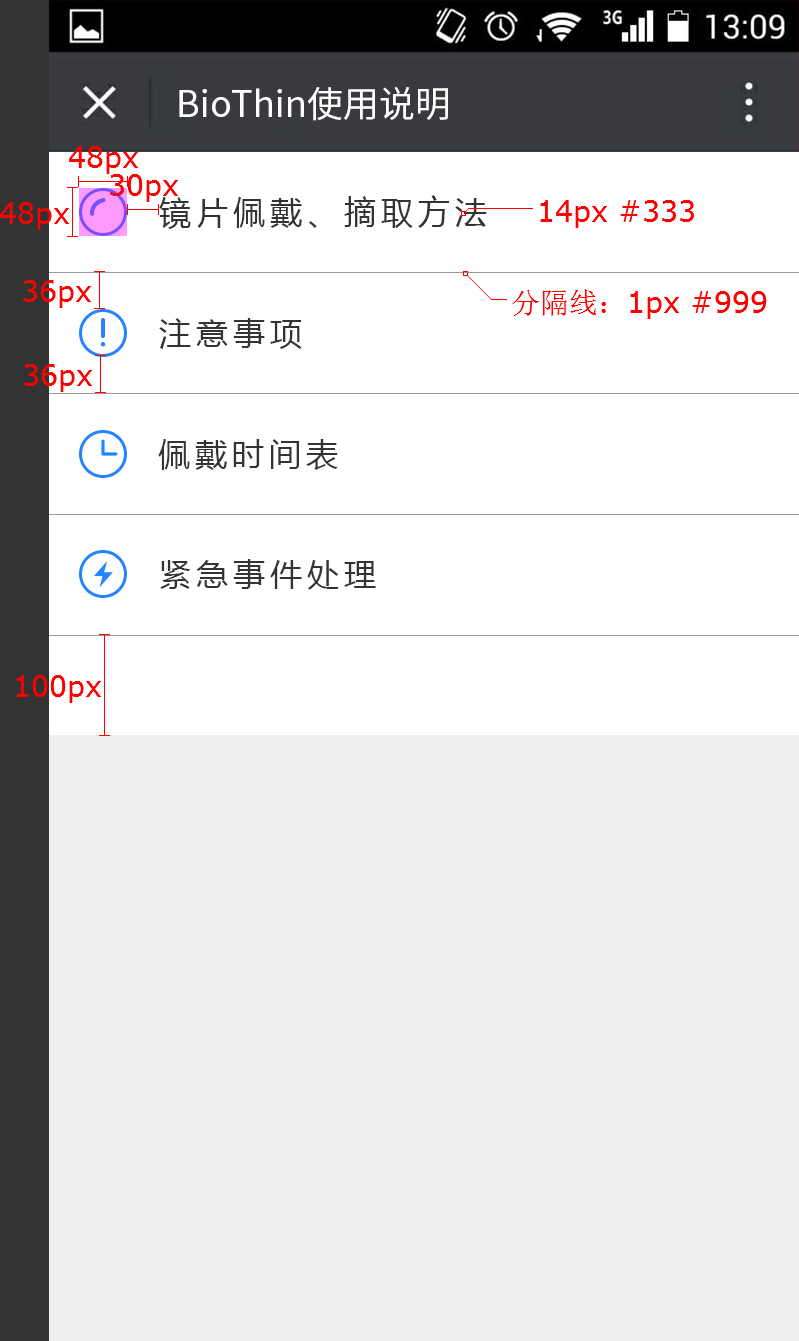 3G 13:09
BioThin使用说明
48px
30px
48px
镜片佩戴、摘取方法
14px #333
36px
分隔线：1px #999
注意事项
36px
佩戴时间表
紧急事件处理
100px